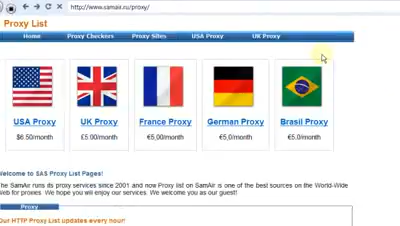 http://www.samair.ru/proxy/
Proxy List
Home Proxy Checkers Proxy Sites USA Proxy UK Proxy
USA Proxy UK Proxy France Proxy German Proxy Brasil Proxy
$6.50/month £5.00/month €5,00/month €5,0/month €5.0/month
Welcome to SAS Proxy List Pages!
The SamAir runs its proxy services since 2001 and now Proxy list on SamAir is one of the best sources on the World-Wide
Web for proxies. We hope you will enjoy our services. We welcome you as our guest!
Proxy
Our HTTP Proxy List updates every hour!